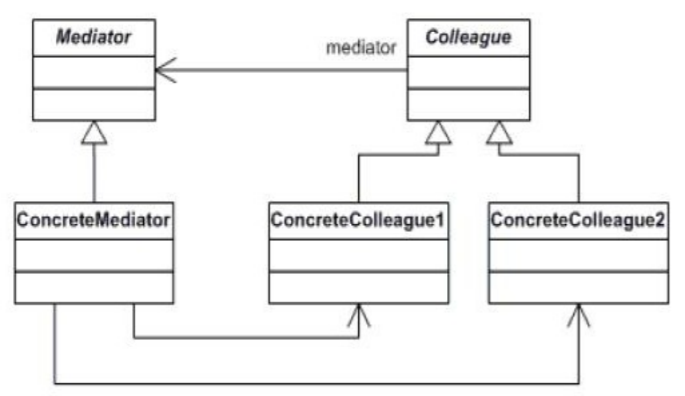 Mediator
Colleague
mediator
ConcreteMediator
ConcreteColleague1
ConcreteColleague2